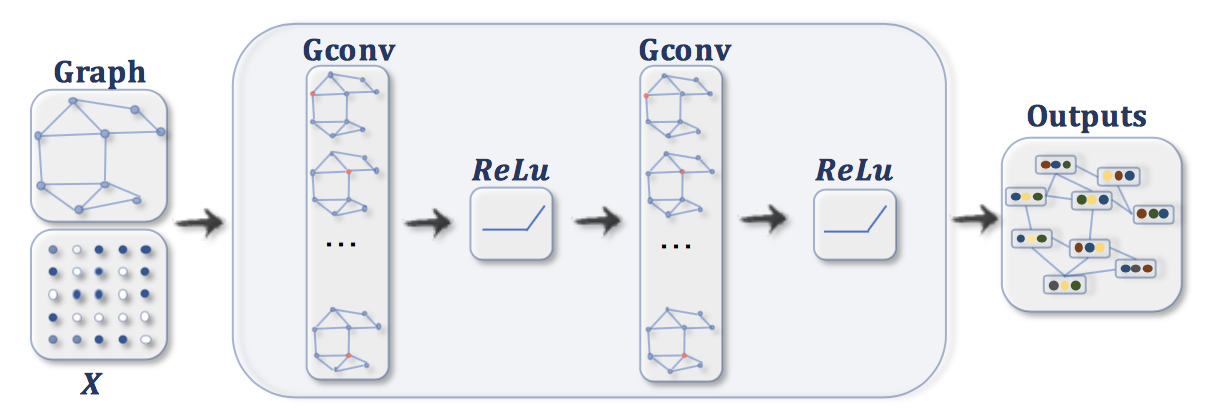 Graph
X
Gconv
...
ReLu
Gconv
...
ReLu
Outputs